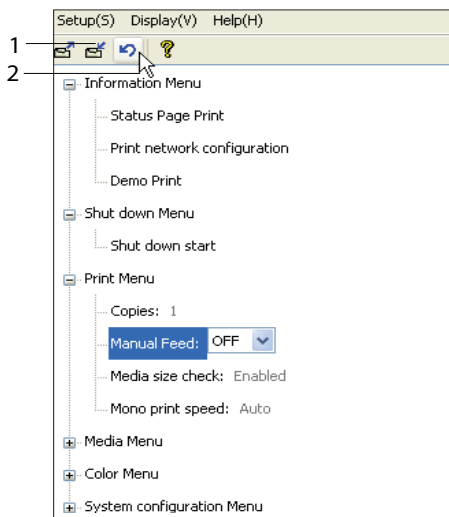 Setup(S) Display(V) Help(H)
1
2
?
Information Menu
Status Page Print
Print network configuration
Demo Print
Shut down Menu
Shut down start
Print Menu
Copies: 1
Manual Feed: OFF
Media size check: Enabled
Mono print speed: Auto
Media Menu
Color Menu
System configuration Menu